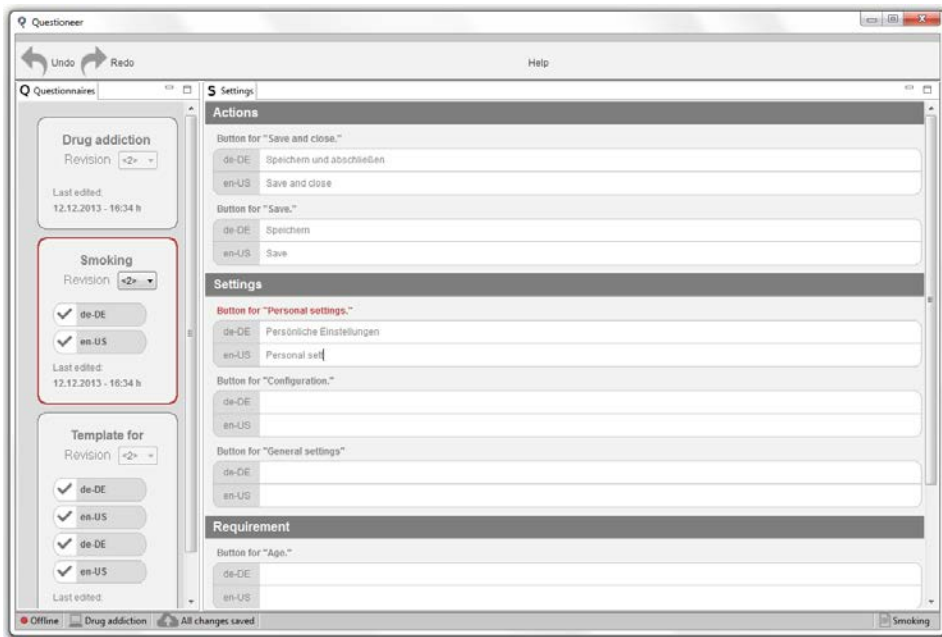 Questioneer
Undo Redo Help
Q Questionnaires
S Settings
Drug addiction
Revision <2>
Last edited:
12.12.2013 - 16:34 h
Smoking
Revision <2>
de-DE
en-US
Last edited:
12.12.2013 - 16:34 h
Template for
Revision <2>
de-DE
en-US
de-DE
en-US
Last edited:
Actions
Button for "Save and close."
de-DE Speichern und abschließen
en-US Save and close
Button for "Save."
de-DE Speichern
en-US Save
Settings
Button for "Personal settings."
de-DE Persönliche Einstellungen
en-US Personal sett
Button for "Configuration."
de-DE
en-US
Button for "General settings"
de-DE
en-US
Requirement
Button for "Age."
de-DE
en-US
Offline Drug addiction All changes saved Smoking